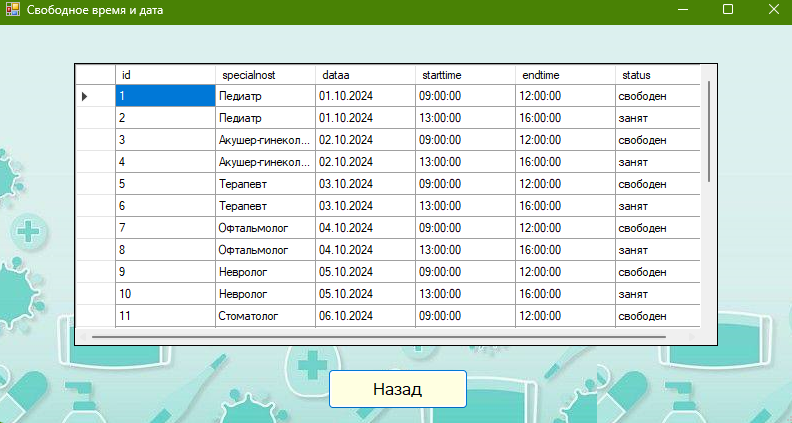 Свободное время и дата
id specialnost dataa starttime endtime status
1 Педиатр 01.10.2024 09:00:00 12:00:00 свободен
2 Педиатр 01.10.2024 13:00:00 16:00:00 занят
3 Акушер-гинекол... 02.10.2024 09:00:00 12:00:00 свободен
4 Акушер-гинекол... 02.10.2024 13:00:00 16:00:00 занят
5 Терапевт 03.10.2024 09:00:00 12:00:00 свободен
6 Терапевт 03.10.2024 13:00:00 16:00:00 занят
7 Офтальмолог 04.10.2024 09:00:00 12:00:00 свободен
8 Офтальмолог 04.10.2024 13:00:00 16:00:00 занят
9 Невролог 05.10.2024 09:00:00 12:00:00 свободен
10 Невролог 05.10.2024 13:00:00 16:00:00 занят
11 Стоматолог 06.10.2024 09:00:00 12:00:00 свободен
Назад